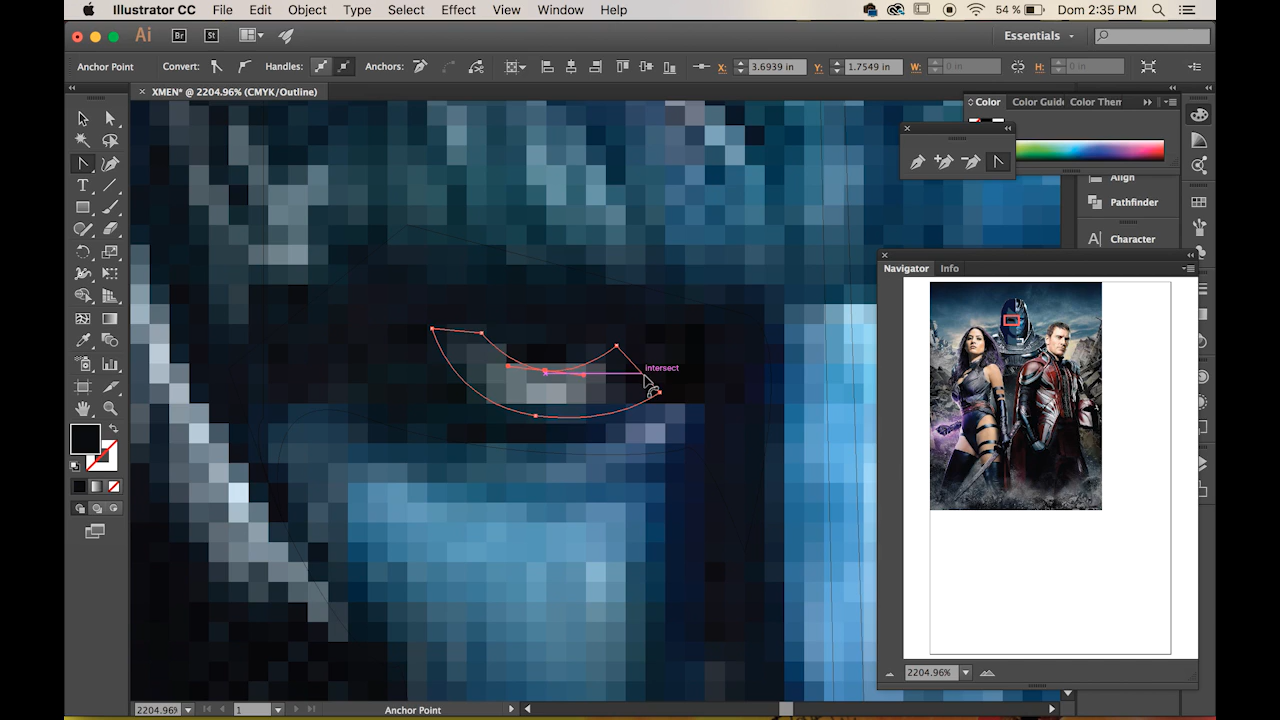 Illustrator CC File Edit Object Type Select Effect View Window Help 54 % Dom 2:35 PM
Ai Br St Essentials
Anchor Point Convert: Handles: Anchors: X: 3.6939 in Y: 1.7549 in W: 0 in H: 0 in
× XMEN* @ 2204.96% (CMYK/Outline)
Color Color Guide Color Them
Align
Pathfinder
Character
Navigator Info
intersect
2204.96%
2204.969 1 Anchor Point